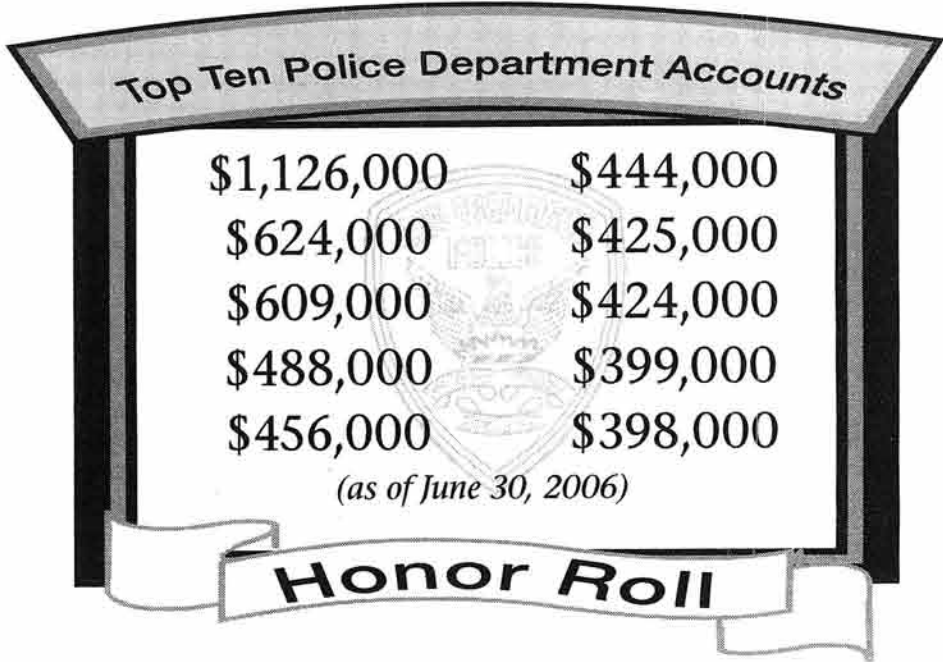 Top Ten Police Department Accounts
$1,126,000 $444,000
$624,000 $425,000
$609,000 $424,000
$488,000 $399,000
$456,000 $398,000
(as of June 30, 2006)
Honor Roll